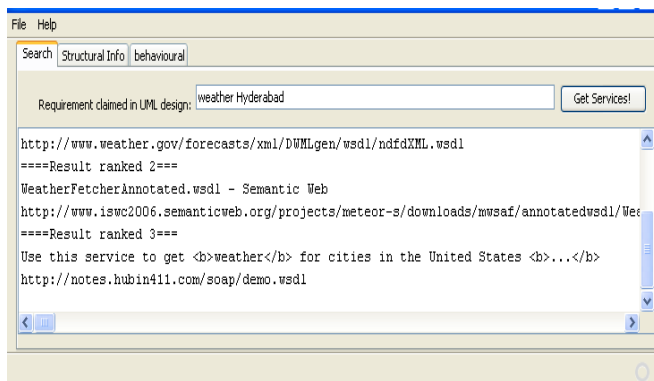 File Help
Search Structural Info behavioural
Requirement claimed in UML design: weather Hyderabad Get Services!
http://www.weather.gov/forecasts/xml/DWMLgen/wsdl/ndfdXML.wsdl
====Result ranked 2===
WeatherFetcherAnnotated.wsdl - Semantic Web
http://www.iswc2006.semanticweb.org/projects/meteor-s/downloads/mwsaf/annotatedwsdl/Wea
====Result ranked 3===
Use this service to get <b>weather</b> for cities in the United States <b>...</b>
http://notes.hubin411.com/soap/demo.wsdl